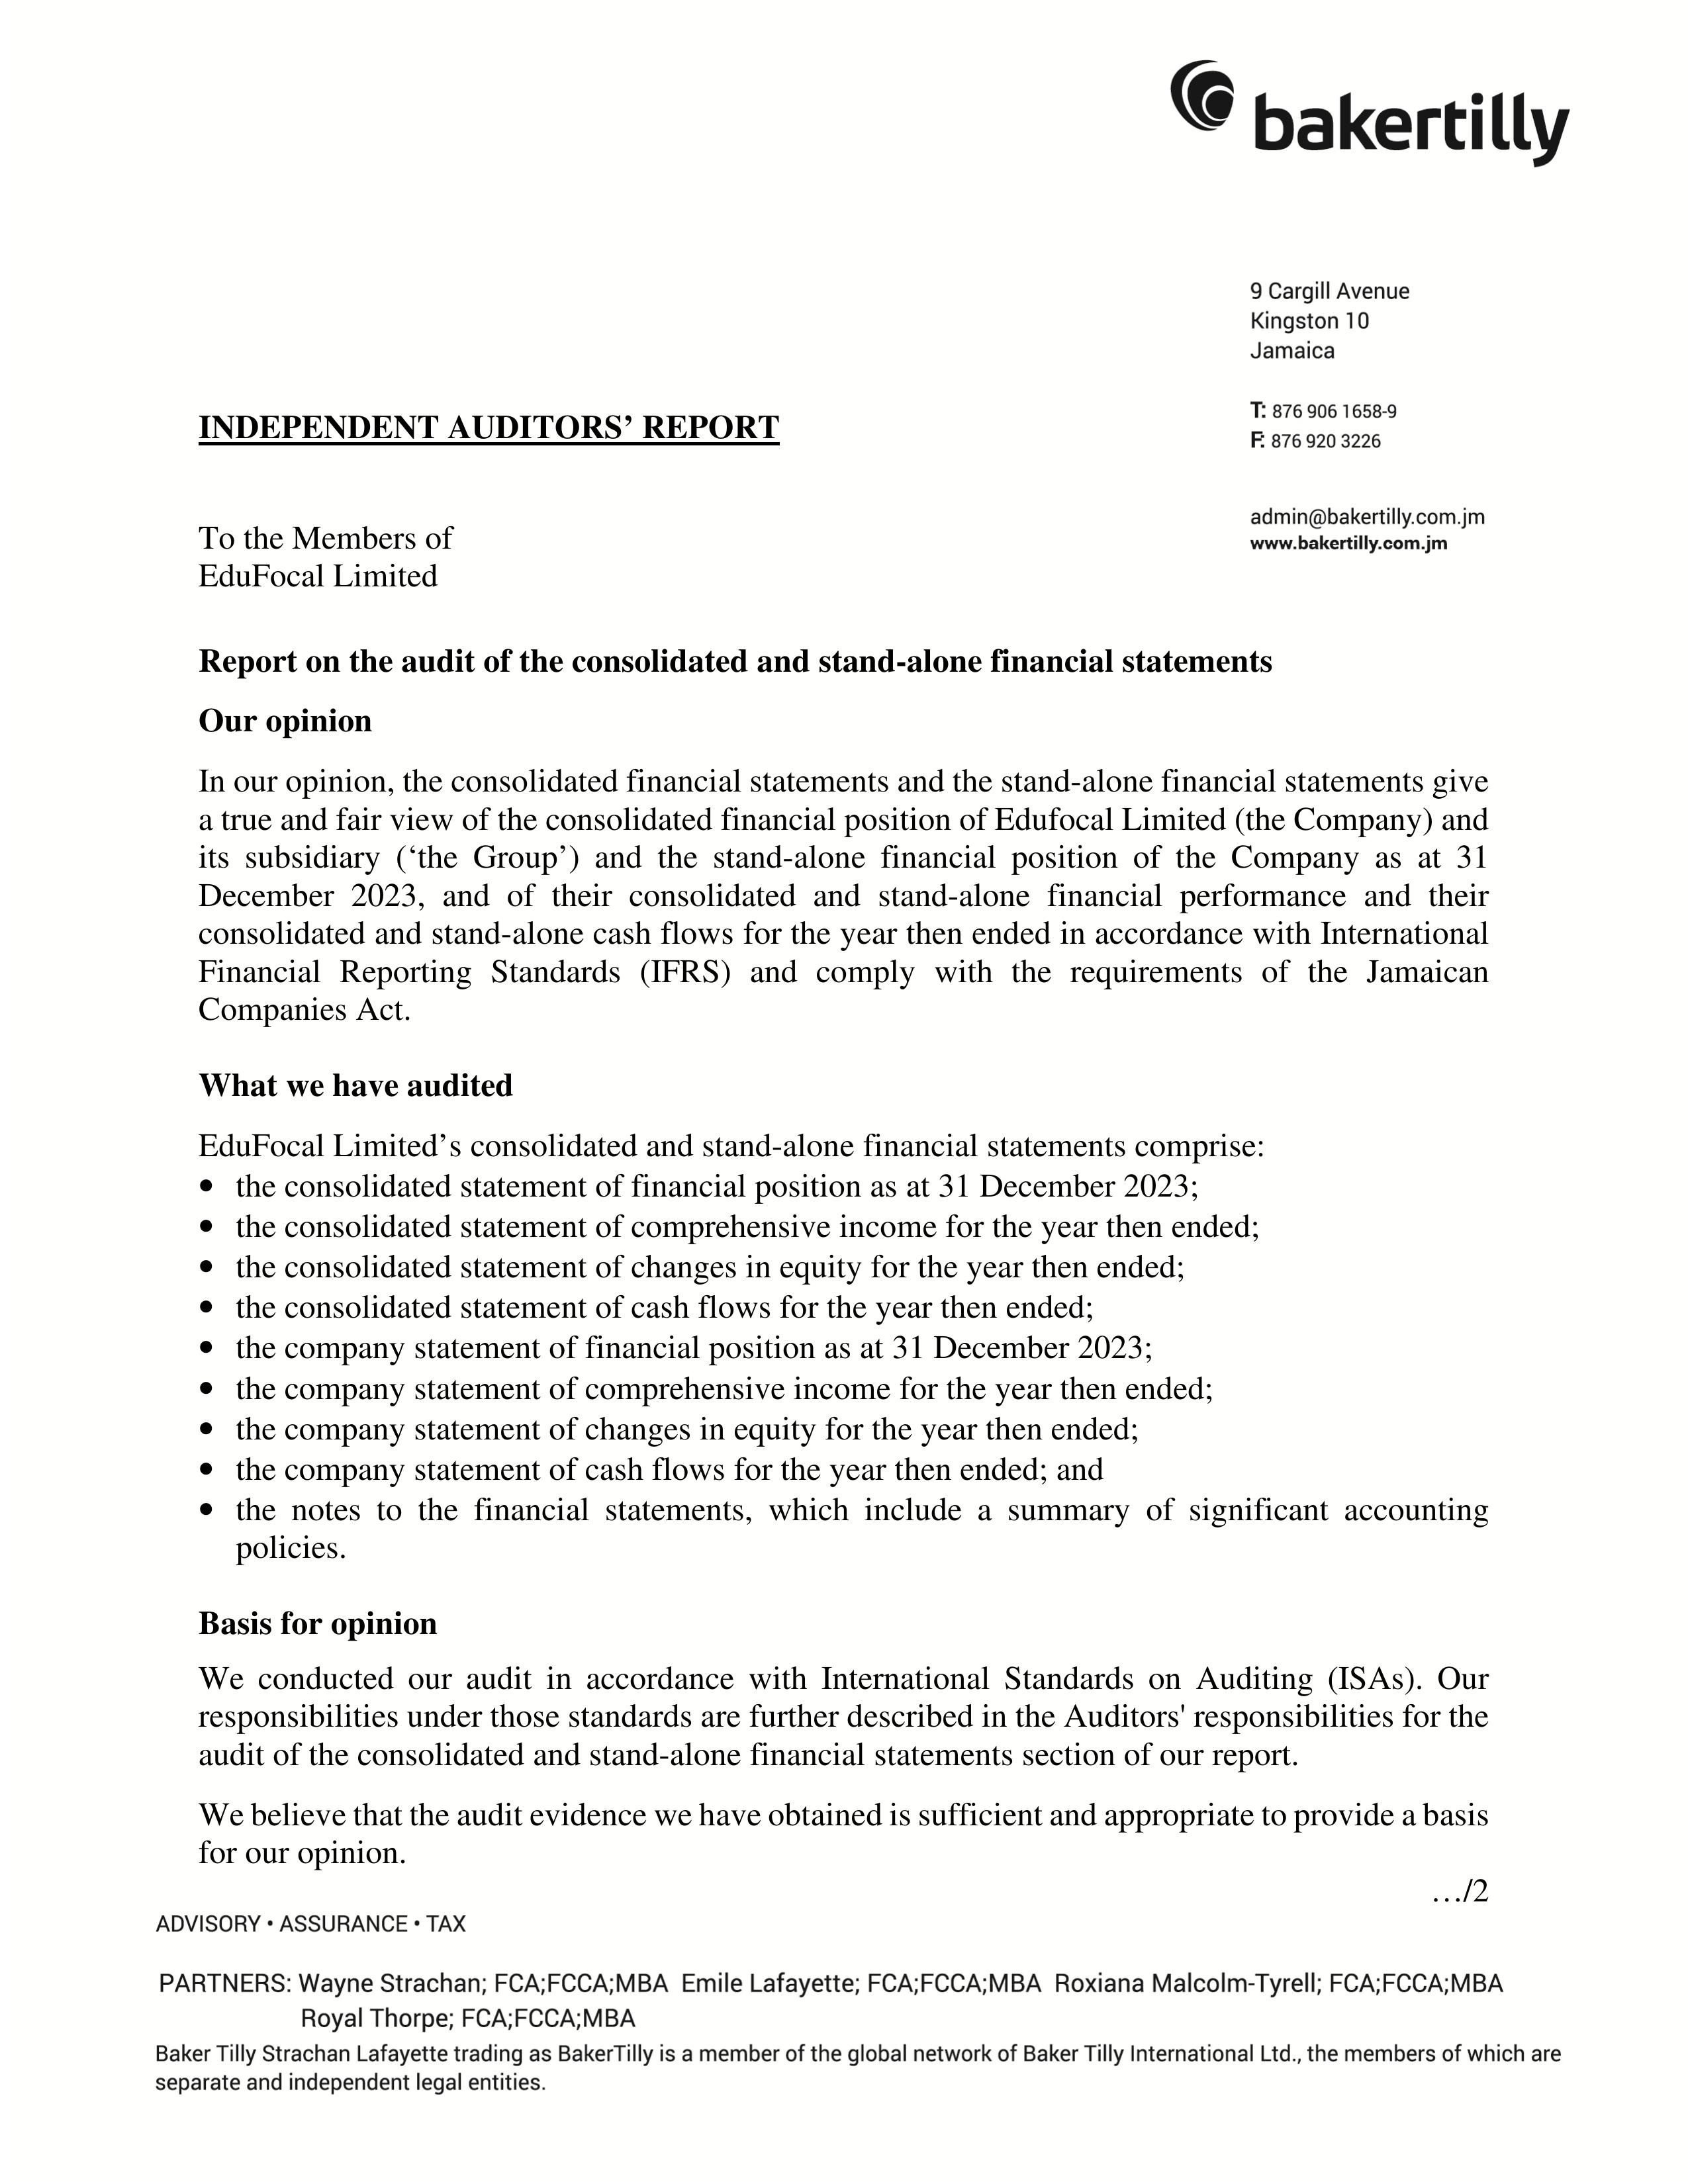 bakertilly
9 Cargill Avenue
Kingston 10
Jamaica
T: 876 906 1658-9
F: 876 920 3226
admin@bakertilly.com.jm
www.bakertilly.com.jm
INDEPENDENT AUDITORS’ REPORT
To the Members of
EduFocal Limited
Report on the audit of the consolidated and stand-alone financial statements
Our opinion
In our opinion, the consolidated financial statements and the stand-alone financial statements give
a true and fair view of the consolidated financial position of Edufocal Limited (the Company) and
its subsidiary (‘the Group’) and the stand-alone financial position of the Company as at 31
December 2023, and of their consolidated and stand-alone financial performance and their
consolidated and stand-alone cash flows for the year then ended in accordance with International
Financial Reporting Standards (IFRS) and comply with the requirements of the Jamaican
Companies Act.
What we have audited
EduFocal Limited’s consolidated and stand-alone financial statements comprise:
• the consolidated statement of financial position as at 31 December 2023;
• the consolidated statement of comprehensive income for the year then ended;
• the consolidated statement of changes in equity for the year then ended;
• the consolidated statement of cash flows for the year then ended;
• the company statement of financial position as at 31 December 2023;
• the company statement of comprehensive income for the year then ended;
• the company statement of changes in equity for the year then ended;
• the company statement of cash flows for the year then ended; and
• the notes to the financial statements, which include a summary of significant accounting
policies.
Basis for opinion
We conducted our audit in accordance with International Standards on Auditing (ISAs). Our
responsibilities under those standards are further described in the Auditors' responsibilities for the
audit of the consolidated and stand-alone financial statements section of our report.
We believe that the audit evidence we have obtained is sufficient and appropriate to provide a basis
for our opinion.
…/2
ADVISORY • ASSURANCE • TAX
PARTNERS: Wayne Strachan; FCA;FCCA;MBA Emile Lafayette; FCA;FCCA;MBA Roxiana Malcolm-Tyrell; FCA;FCCA;MBA
Royal Thorpe; FCA;FCCA;MBA
Baker Tilly Strachan Lafayette trading as BakerTilly is a member of the global network of Baker Tilly International Ltd., the members of which are
separate and independent legal entities.